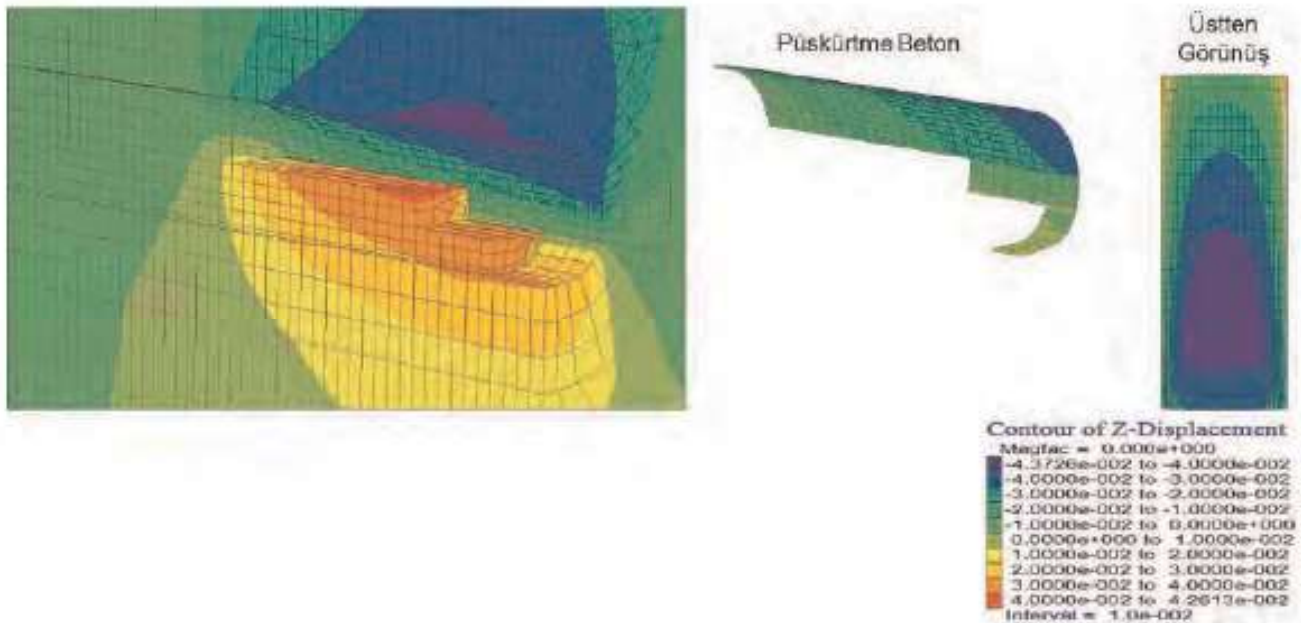 Püskürtme Beton
Üstten
Görünüş
Contour of Z-Displacement
Magfac = 0.000e+000
-4.3726e-002 to -4.0000e-002
-4.0000e-002 to -3.0000e-002
-3.0000e-002 to -2.0000e-002
-2.0000e-002 to -1.0000e-002
-1.0000e-002 to 0.0000e+000
0.0000e+000 to 1.0000e-002
1.0000e-002 to 2.0000e-002
2.0000e-002 to 3.0000e-002
3.0000e-002 to 4.0000e-002
4.0000e-002 to 4.2613e-002
Interval = 1.0e-002